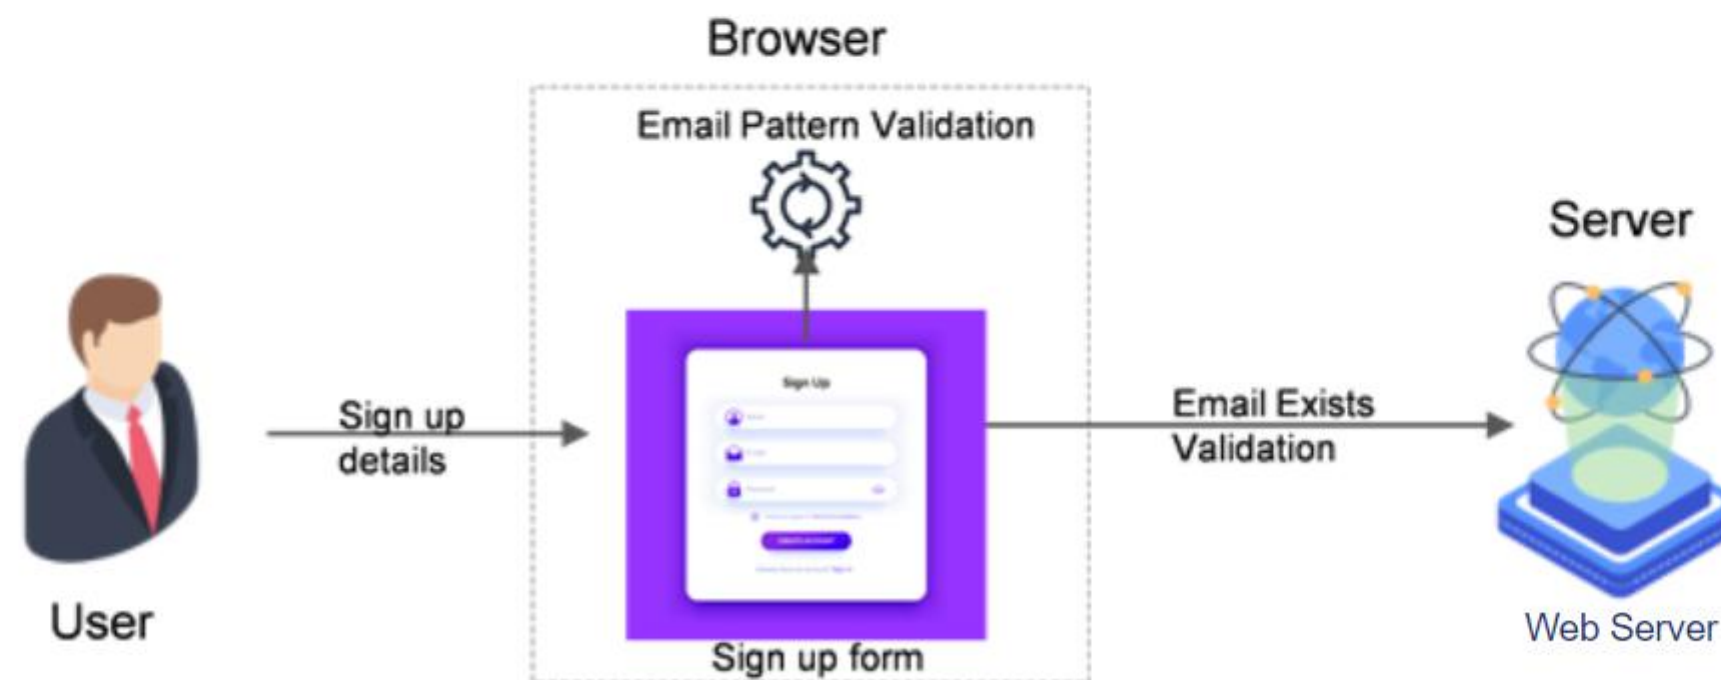 Browser
Email Pattern Validation
Server
Sign Up
Sign up
details
Email Exists
Validation
User
Sign up form
Web Server